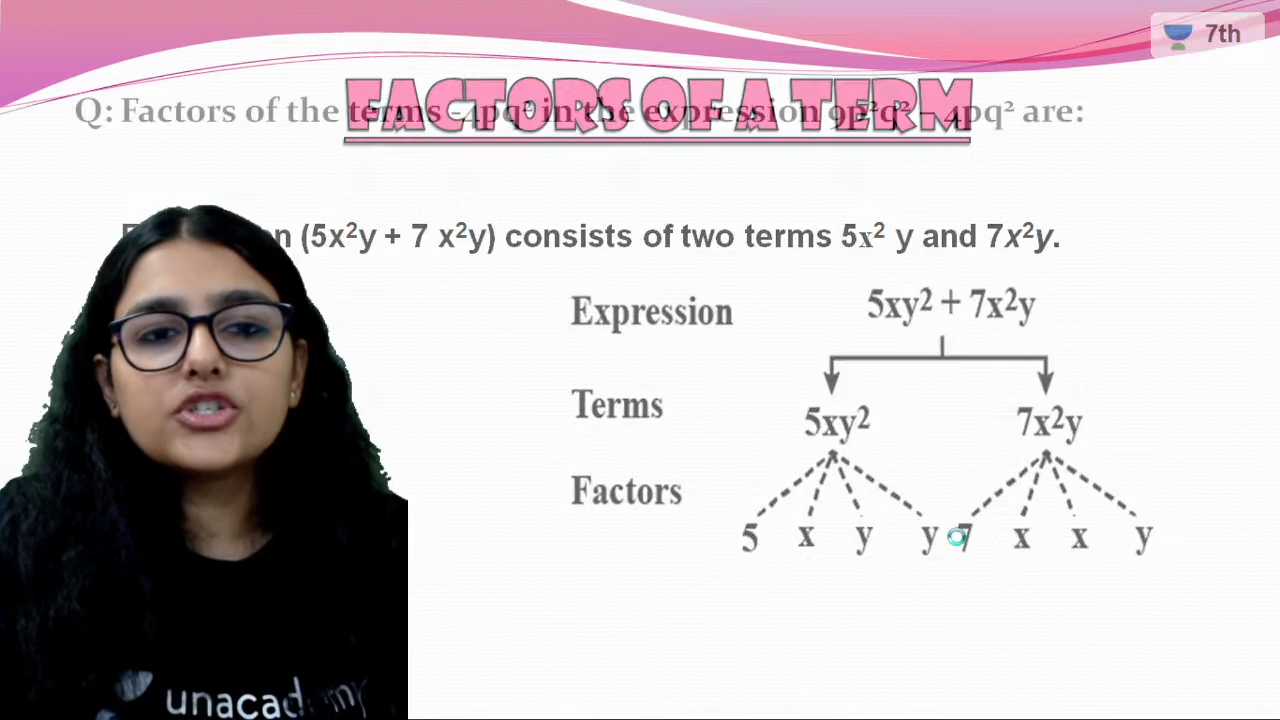 7th
FACTORS OF A TERM
Q: Factors of the terms -4pq² in the expression 9p²q² - 4pq² are:
n (5x²y + 7 x²y) consists of two terms 5x² y and 7x²y.
Expression 5xy² + 7x²y
Terms 5xy² 7x²y
Factors 5 x y y 7 x x y
unacademy